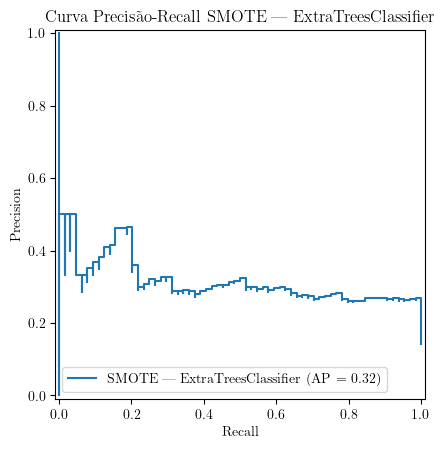 Curva Precisão-Recall SMOTE — ExtraTreesClassifier
1.0
0.8
0.6
0.4
0.2
0.0
Precision
SMOTE — ExtraTreesClassifier (AP = 0.32)
0.0 0.2 0.4 0.6 0.8 1.0
Recall